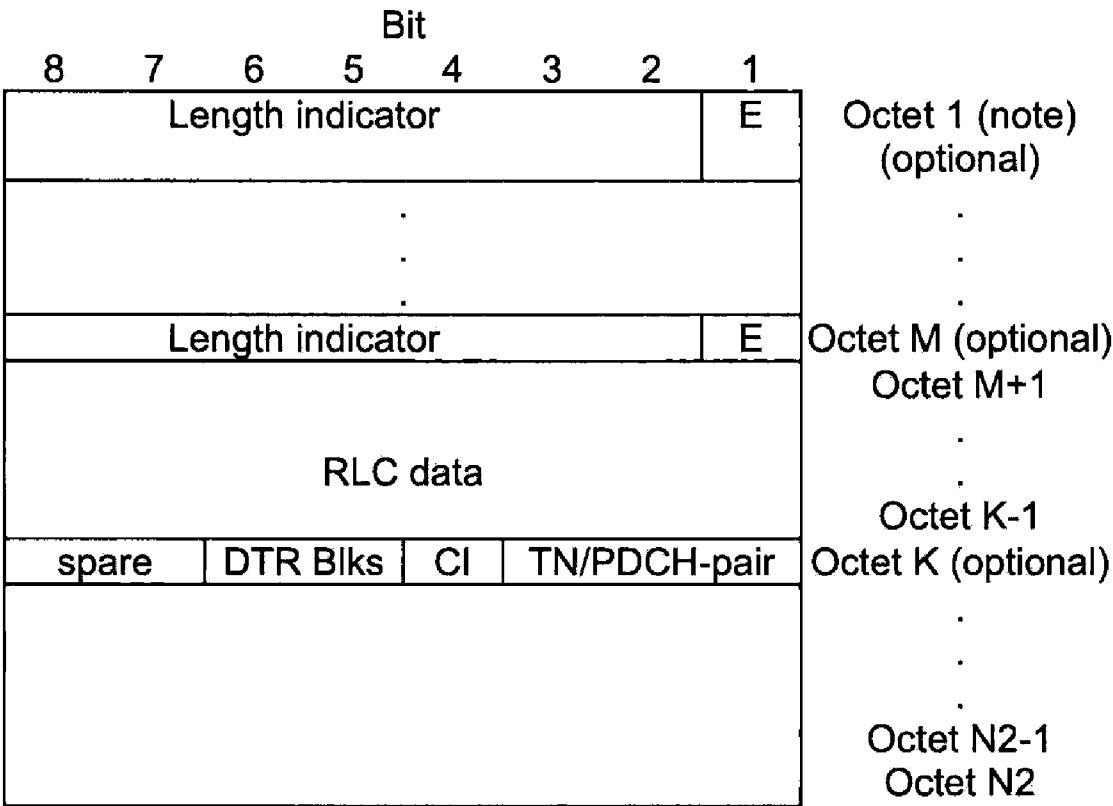 Bit
8 7 6 5 4 3 2 1
Length indicator E Octet 1 (note)
(optional)
.
.
.
Length indicator E Octet M (optional)
Octet M+1
.
RLC data .
Octet K-1
spare DTR Blks CI TN/PDCH-pair Octet K (optional)
.
.
.
Octet N2-1
Octet N2